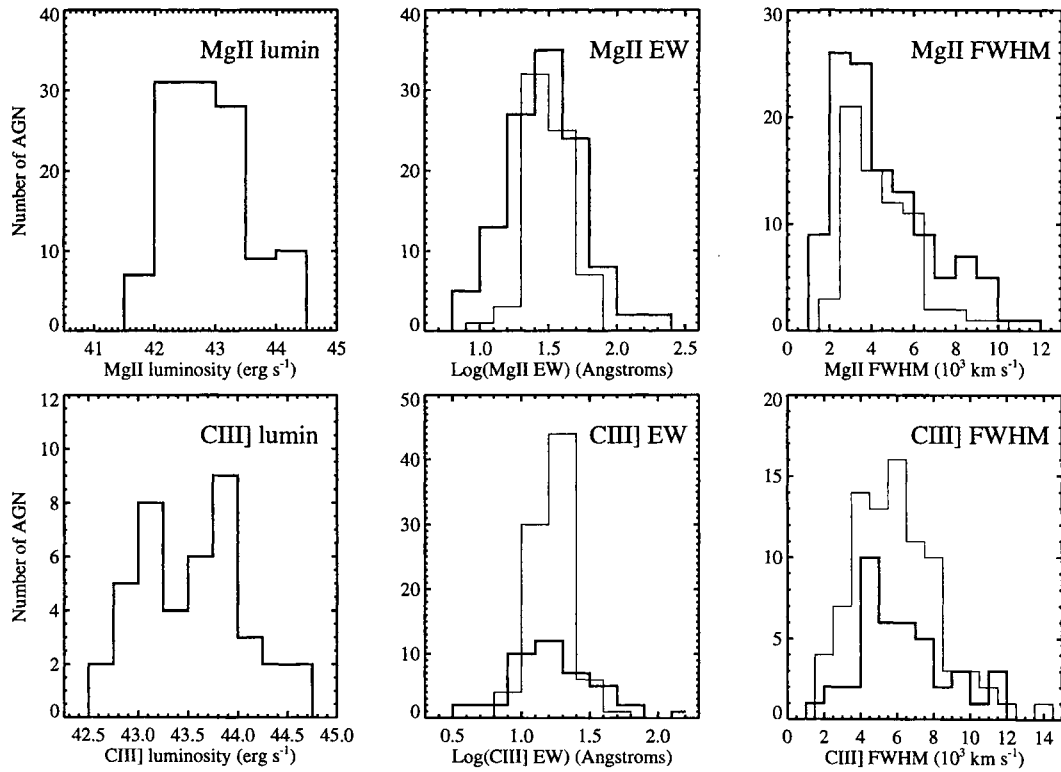 MgII lumin
Number of AGN
40
30
20
10
0
41 42 43 44 45
MgII luminosity (erg s⁻¹)
MgII EW
40
30
20
10
0
1.0 1.5 2.0 2.5
Log(MgII EW) (Angstroms)
MgII FWHM
30
20
10
0
0 2 4 6 8 10 12
MgII FWHM (10³ km s⁻¹)
CIII] lumin
Number of AGN
12
10
8
6
4
2
0
42.5 43.0 43.5 44.0 44.5 45.0
CIII] luminosity (erg s⁻¹)
CIII] EW
50
40
30
20
10
0
0.5 1.0 1.5 2.0
Log(CIII] EW) (Angstroms)
CIII] FWHM
20
15
10
5
0
0 2 4 6 8 10 12 14
CIII] FWHM (10³ km s⁻¹)